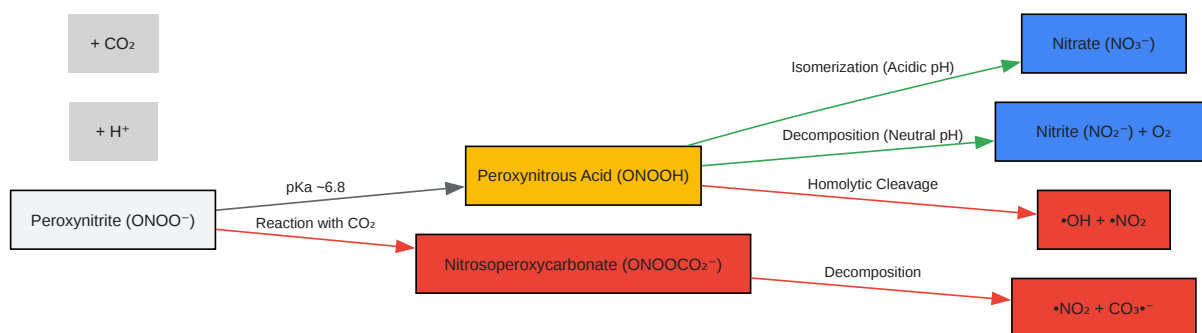 + CO₂
Nitrate (NO₃⁻)
Isomerization (Acidic pH)
+ H⁺
Decomposition (Neutral pH)
Nitrite (NO₂⁻) + O₂
Peroxynitrous Acid (ONOOH)
pKa ~6.8
Homolytic Cleavage
Peroxynitrite (ONOO⁻)
Reaction with CO₂
•OH + •NO₂
Nitrosoperoxycarbonate (ONOOCO₂⁻)
Decomposition
•NO₂ + CO₃•⁻